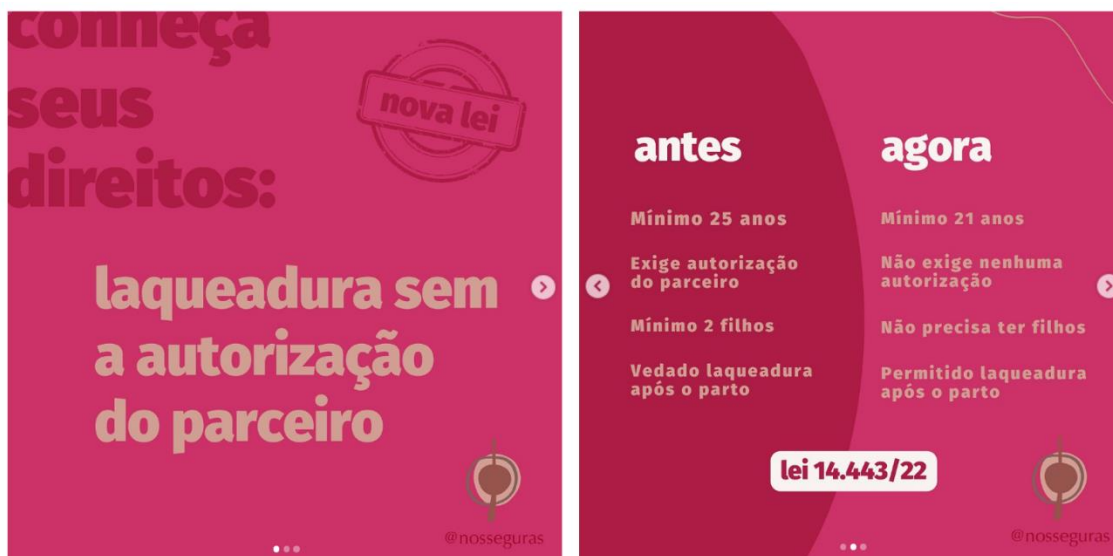 conheça
seus
direitos:
nova lei
laqueadura sem
a autorização
do parceiro
@nosseguras
antes
Mínimo 25 anos
Exige autorização
do parceiro
Mínimo 2 filhos
Vedado laqueadura
após o parto
agora
Mínimo 21 anos
Não exige nenhuma
autorização
Não precisa ter filhos
Permitido laqueadura
após o parto
lei 14.443/22
@nosseguras